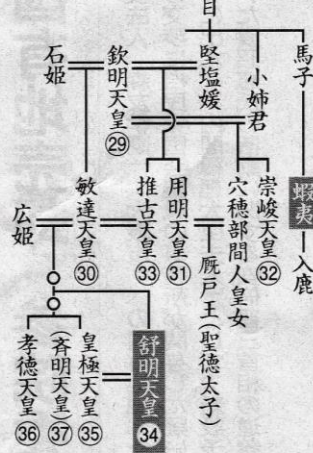 目
馬子
小姉君
堅塩媛
欽明天皇㉙
石姫
蝦夷
入鹿
崇峻天皇㉜
穴穂部間人皇女
用明天皇㉛
推古天皇㉝
敏達天皇㉚
広姫
厩戸王(聖徳太子)
舒明天皇㉞
皇極天皇㉟
(斉明天皇)㊲
孝徳天皇㊱